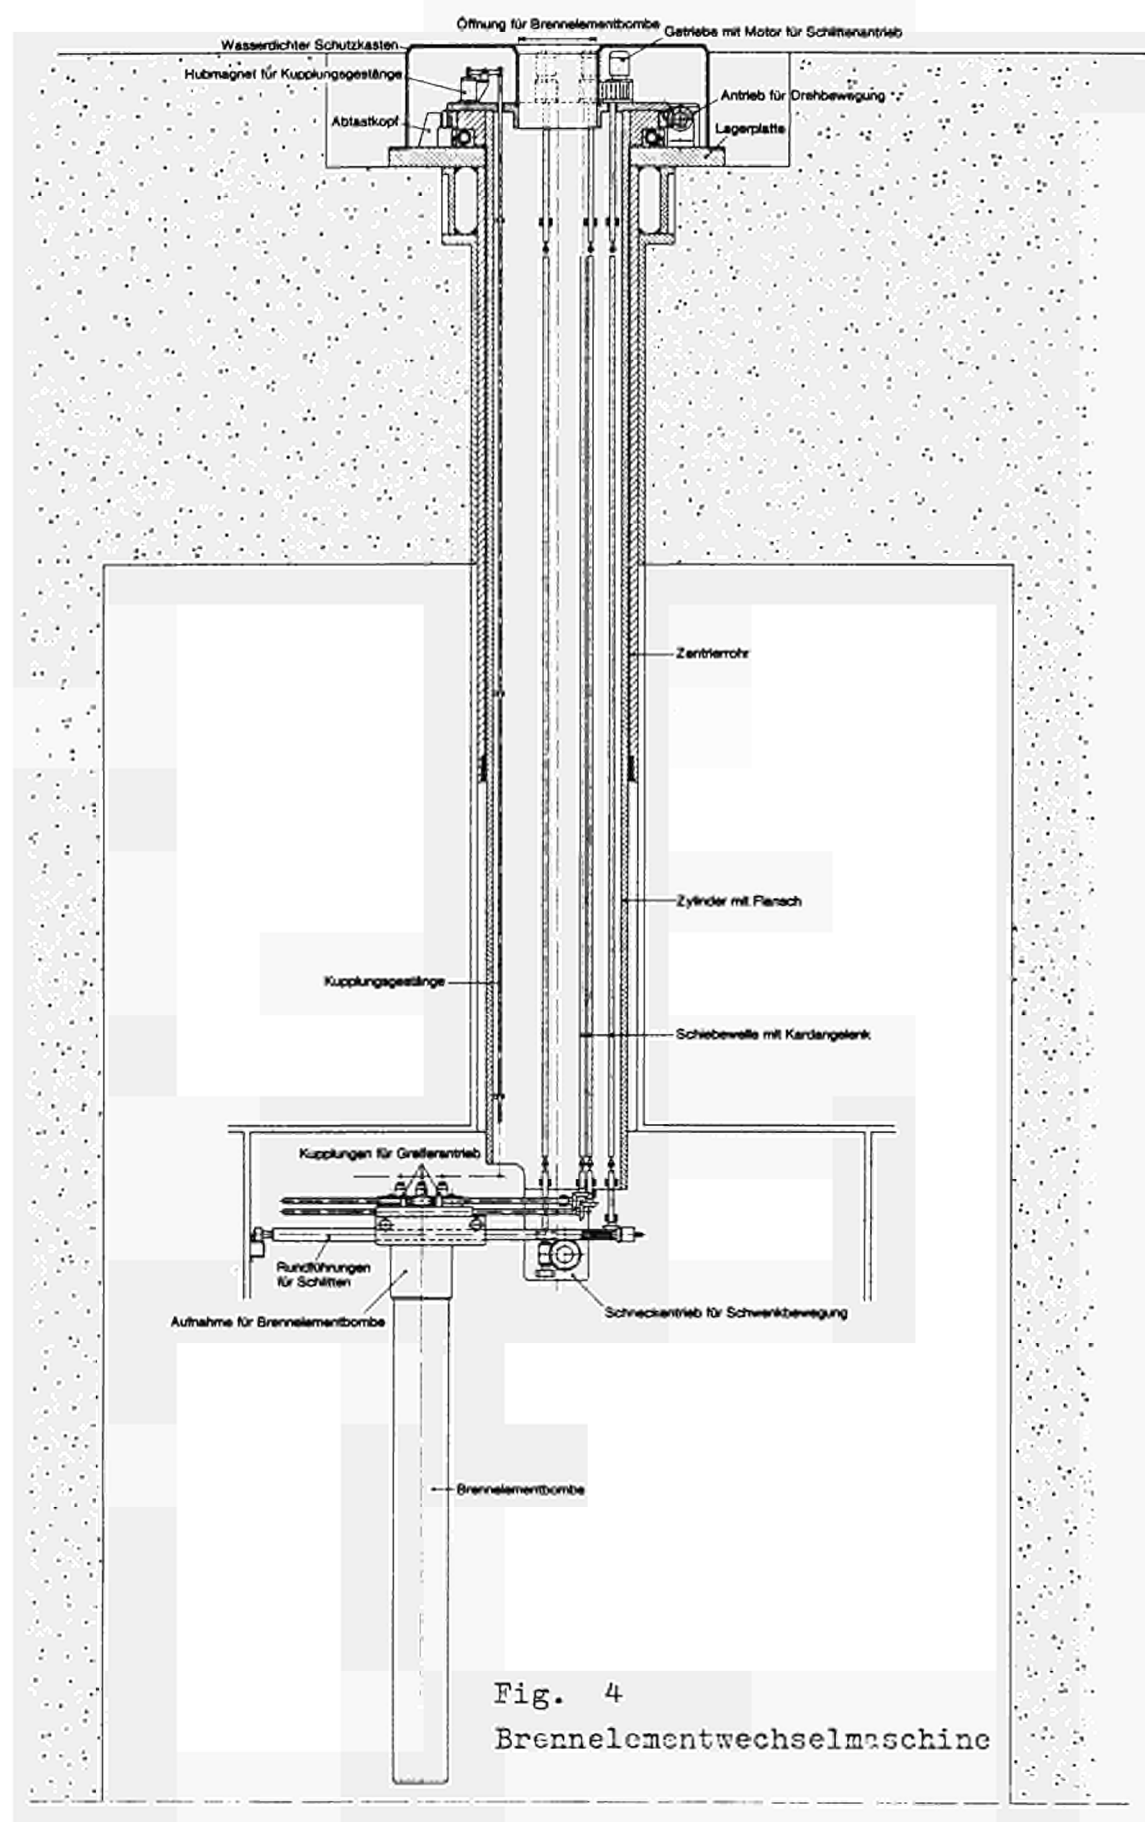 Öffnung für Brennelementbombe
Getriebe mit Motor für Schlittenantrieb
Wasserdichter Schutzkasten
Hubmagnet für Kupplungsgestänge
Antrieb für Drehbewegung
Abtastkopf
Lagerplatte
Zentrierrohr
Zylinder mit Flansch
Kupplungsgestänge
Schiebewelle mit Kardangelenk
Kupplungen für Greiferantrieb
Rundführungen
für Schlitten
Schneckantrieb für Schwenkbewegung
Aufnahme für Brennelementbombe
Brennelementbombe
Fig. 4
Brennelementwechselmaschine